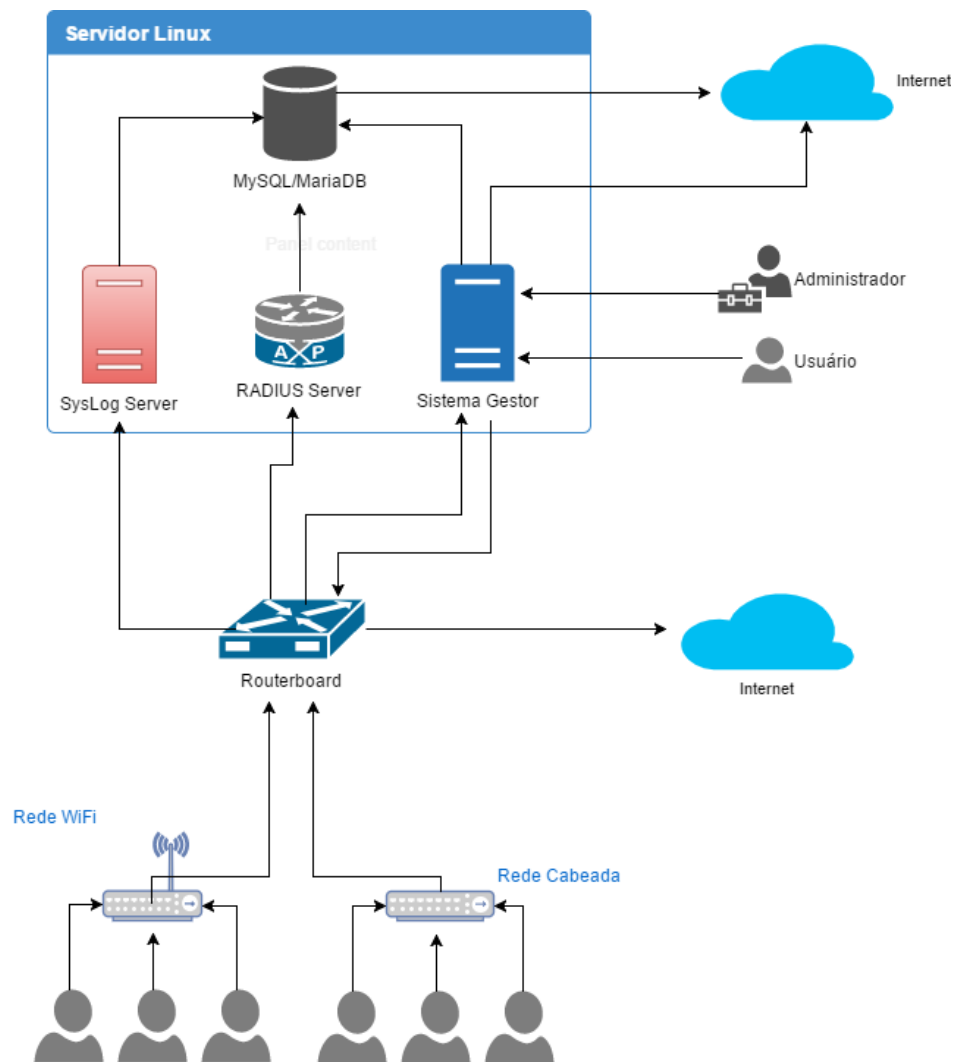 Servidor Linux
Internet
MySQL/MariaDB
Panel content
Administrador
A P
Usuário
RADIUS Server
SysLog Server
Sistema Gestor
Routerboard
Internet
Rede WiFi
Rede Cabeada